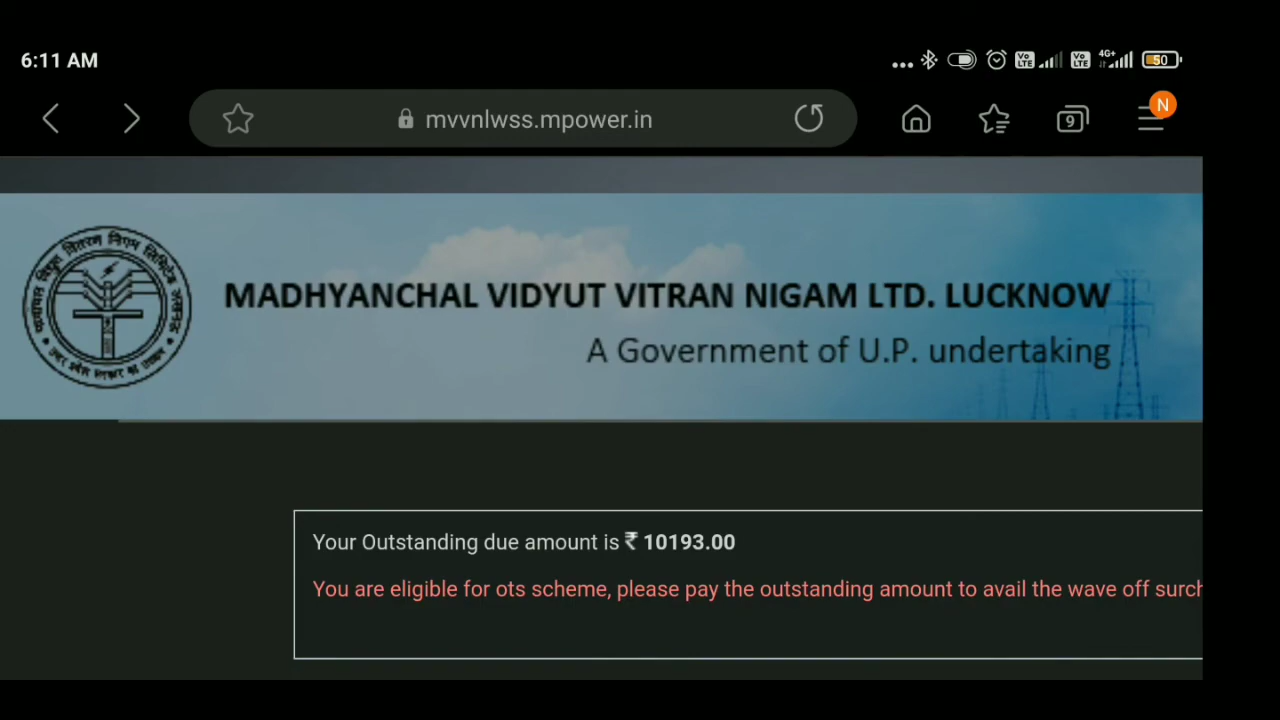 6:11 AM
4G+
50
N
mvvnlwss.mpower.in
9
MADHYANCHAL VIDYUT VITRAN NIGAM LTD. LUCKNOW
A Government of U.P. undertaking
Your Outstanding due amount is ₹ 10193.00
You are eligible for ots scheme, please pay the outstanding amount to avail the wave off surch